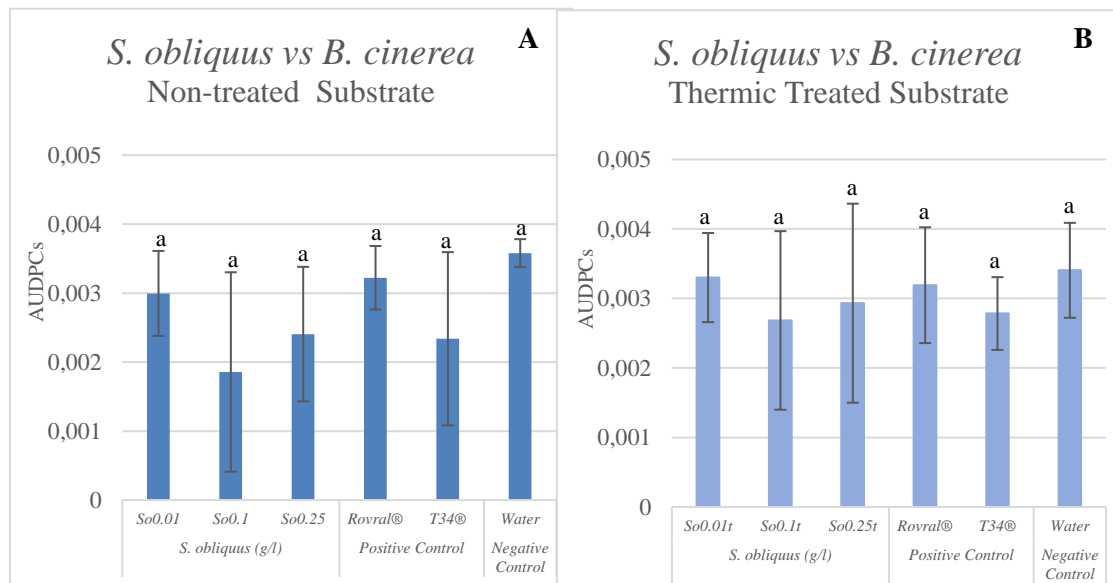 A
S. obliquus vs B. cinerea
Non-treated Substrate
AUDPCs
0,005
0,004
0,003
0,002
0,001
0
a a a a a a
So0.01 So0.1 So0.25 Rovral® T34® Water
S. obliquus (g/l) Positive Control Negative
Control
B
S. obliquus vs B. cinerea
Thermic Treated Substrate
AUDPCs
0,005
0,004
0,003
0,002
0,001
0
a a a a a a
So0.01t So0.1t So0.25t Rovral® T34® Water
S. obliquus (g/l) Positive Control Negative
Control